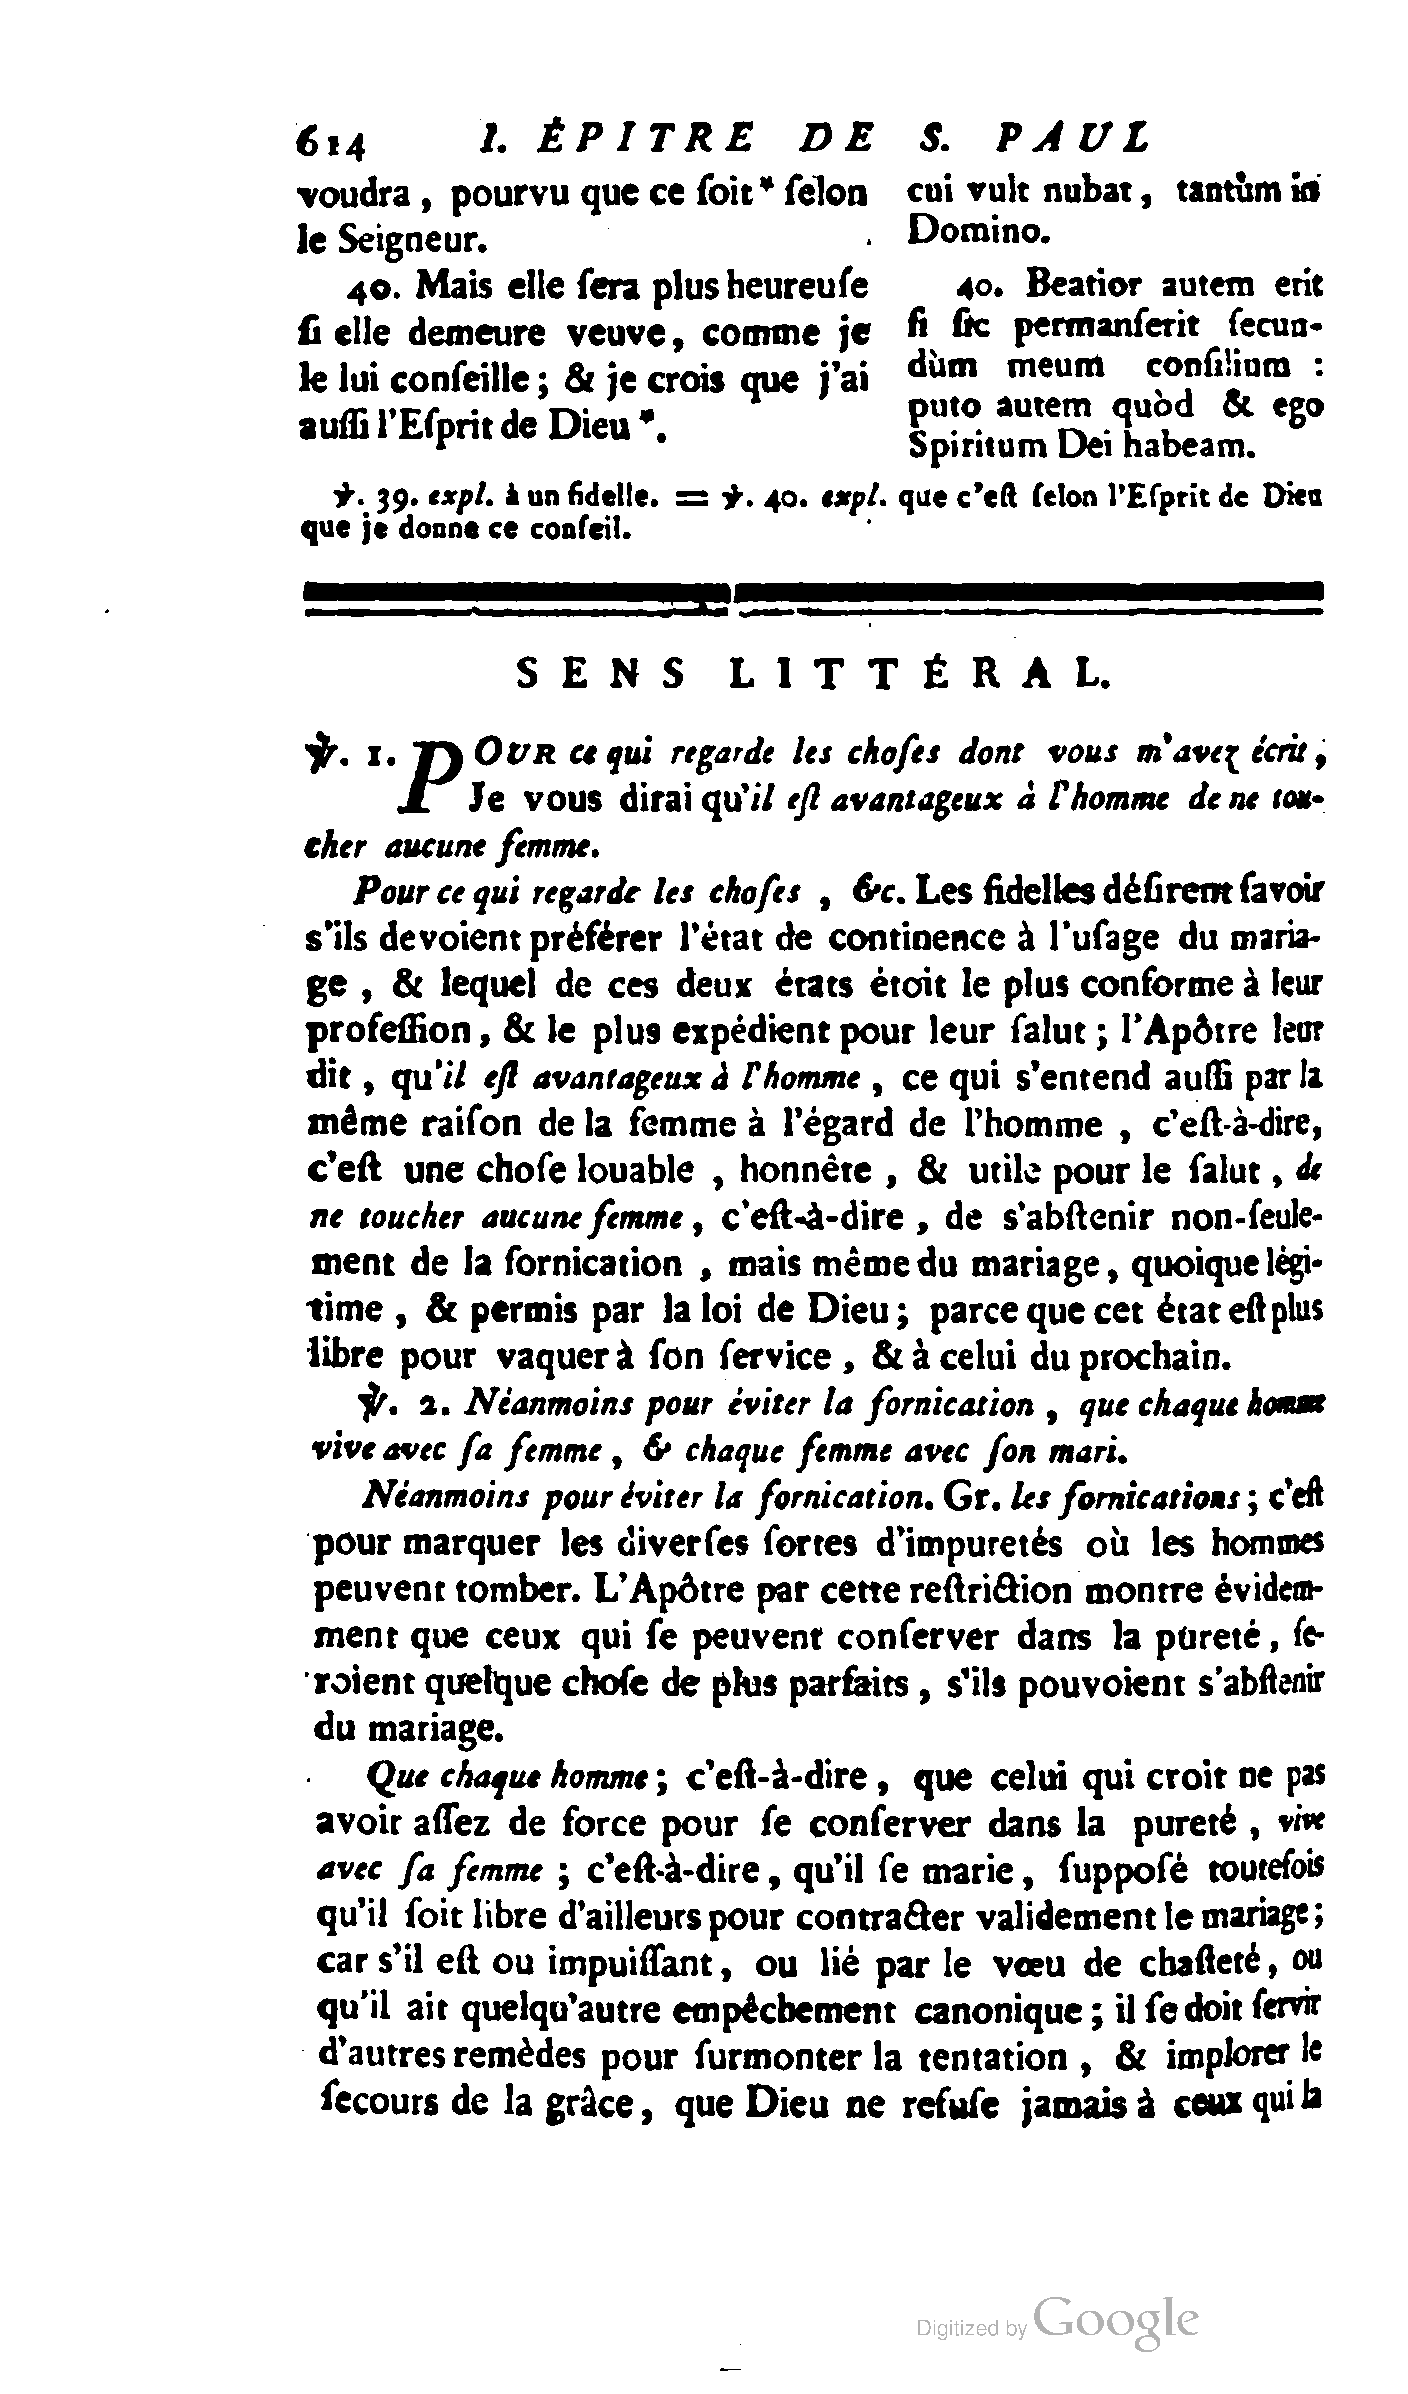 614 I. ÉPITRE DE S. PAUL
voudra , pourvu que ce ſoit * ſelon
le Seigneur.
40. Mais elle ſera plus heureuſe
ſi elle demeure veuve, comme je
le lui conſeille ; & je crois que j'ai
auſſi l'Eſprit de Dieu *.
cui vult nubat , tantùm in
Domino.
40. Beatior autem erit
ſi ſic permanſerit ſecun-
dùm meum conſilium :
puto autem quòd & ego
Spiritum Dei habeam.
℣. 39. expl. à un fidelle. = ℣. 40. expl. que c'eſt ſelon l'Eſprit de Dieu
que je donne ce conſeil.
SENS LITTÉRAL.
℣. 1. POUR ce qui regarde les choſes dont vous m'avez écrit ,
Je vous dirai qu'il eſt avantageux à l'homme de ne tou-
cher aucune femme.
Pour ce qui regarde les choſes , &c. Les fidelles déſirent ſavoir
s'ils devoient préférer l'état de continence à l'uſage du maria-
ge , & lequel de ces deux états étoit le plus conforme à leur
profeſſion , & le plus expédient pour leur ſalut ; l'Apôtre leur
dit , qu'il eſt avantageux à l'homme , ce qui s'entend auſſi par la
même raiſon de la femme à l'égard de l'homme , c'eſt-à-dire,
c'eſt une choſe louable , honnête , & utile pour le ſalut , de
ne toucher aucune femme , c'eſt-à-dire , de s'abſtenir non-ſeule-
ment de la fornication , mais même du mariage , quoique légi-
time , & permis par la loi de Dieu ; parce que cet état eſt plus
libre pour vaquer à ſon ſervice , & à celui du prochain.
℣. 2. Néanmoins pour éviter la fornication , que chaque homme
vive avec ſa femme , & chaque femme avec ſon mari.
Néanmoins pour éviter la fornication. Gr. les fornications ; c'eſt
pour marquer les diverſes ſortes d'impuretés où les hommes
peuvent tomber. L'Apôtre par cette reſtriction montre évidem-
ment que ceux qui ſe peuvent conſerver dans la pureté , ſe-
roient quelque choſe de plus parfaits , s'ils pouvoient s'abſtenir
du mariage.
Que chaque homme ; c'eſt-à-dire , que celui qui croit ne pas
avoir aſſez de force pour ſe conſerver dans la pureté , vive
avec ſa femme ; c'eſt-à-dire , qu'il ſe marie , ſuppoſé toutefois
qu'il ſoit libre d'ailleurs pour contracter validement le mariage ;
car s'il eſt ou impuiſſant , ou lié par le vœu de chaſteté , ou
qu'il ait quelqu'autre empêchement canonique ; il ſe doit ſervir
d'autres remèdes pour ſurmonter la tentation , & implorer le
ſecours de la grâce , que Dieu ne refuſe jamais à ceux qui la
Digitized by Google